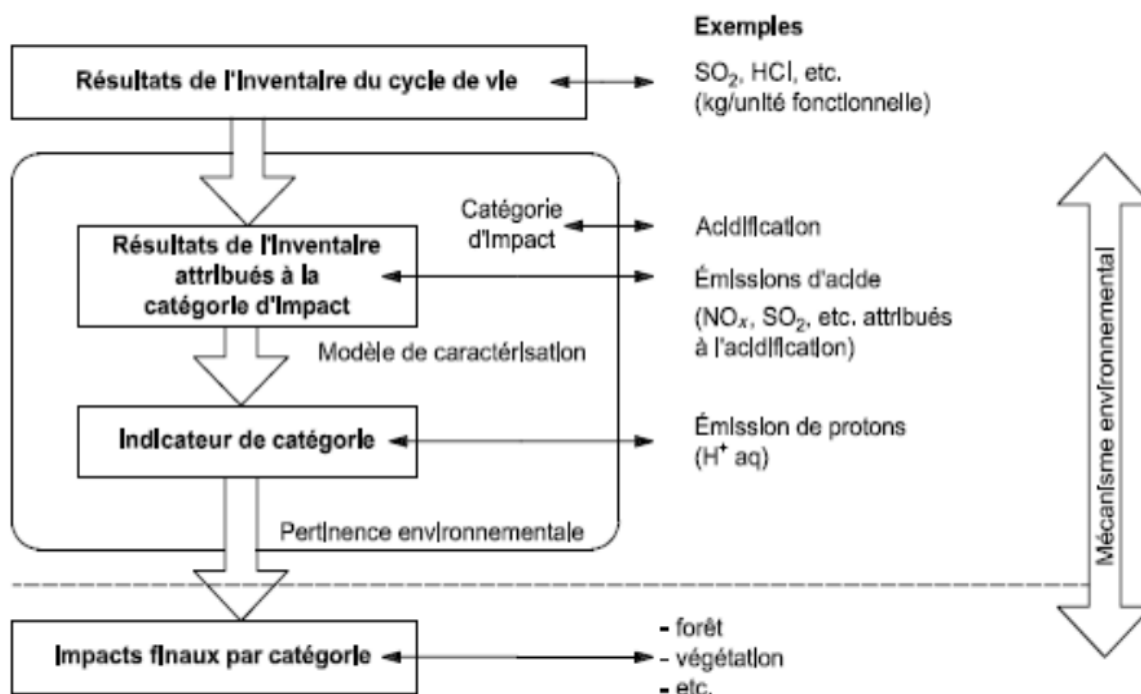 Exemples
Résultats de l'Inventaire du cycle de vie
SO2, HCl, etc.
(kg/unité fonctionnelle)
Catégorie
d'Impact
Acidification
Résultats de l'Inventaire
attribués à la
catégorie d'Impact
Émissions d'acide
(NOx, SO2, etc. attribués
à l'acidification)
Modèle de caractérisation
Indicateur de catégorie
Émission de protons
(H+ aq)
Pertinence environnementale
Mécanisme environnemental
Impacts finaux par catégorie
- forêt
- végétation
- etc.